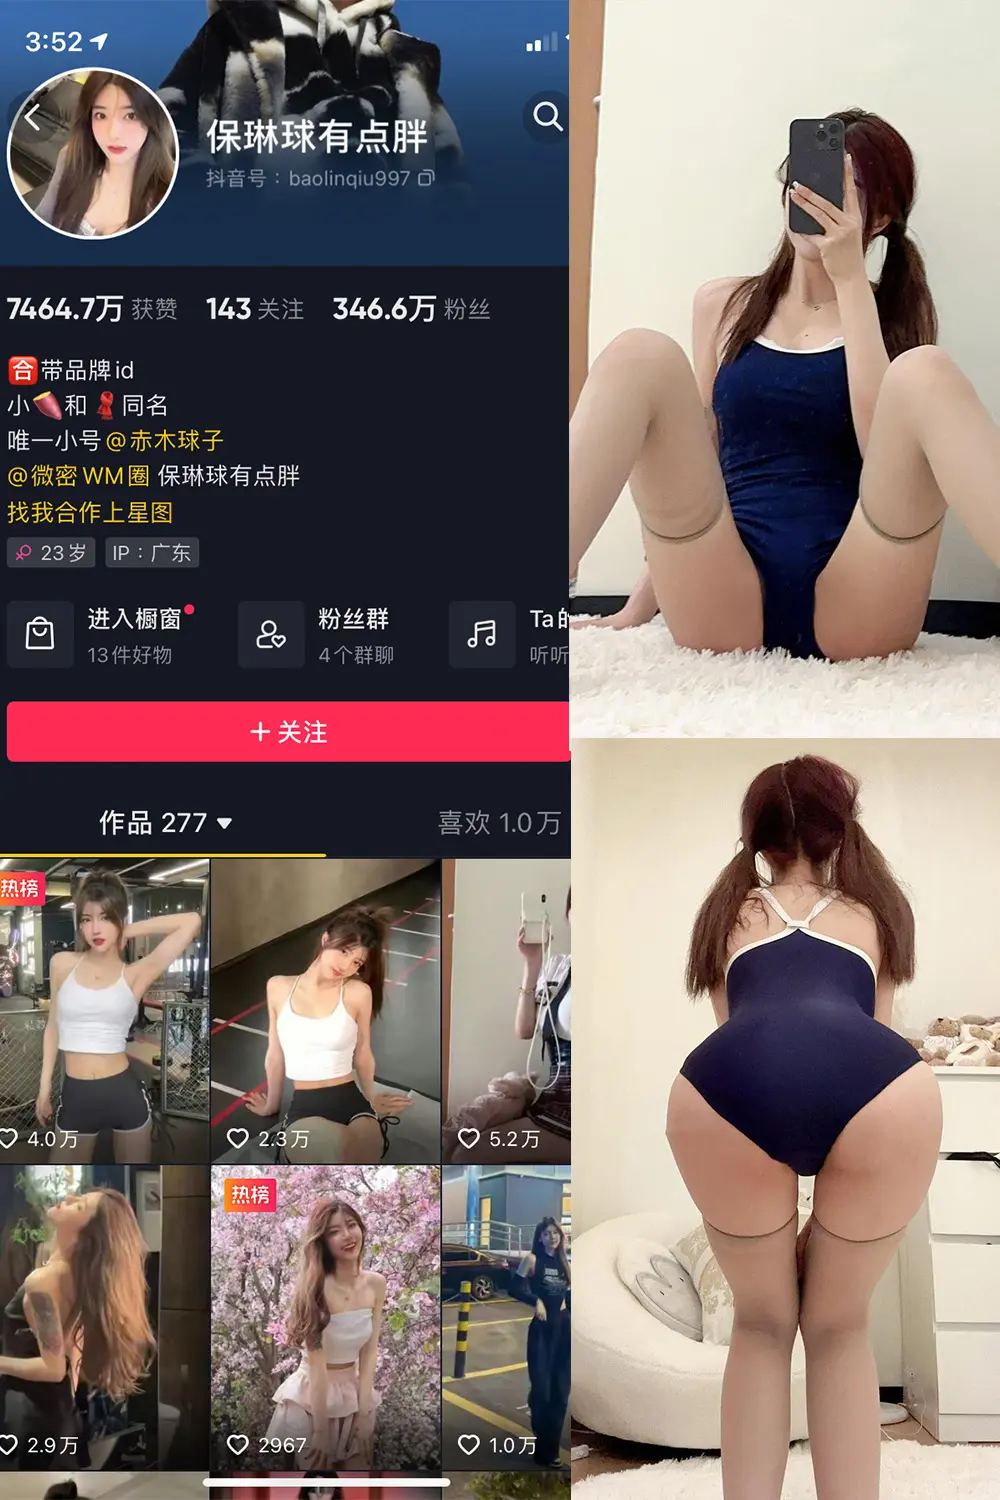 3:52
保琳球有点胖
抖音号：baolinqiu997
7464.7万 获赞 143 关注 346.6万 粉丝
合 带品牌id
小🍠和🧣同名
唯一小号@赤木球子
@微密WM圈 保琳球有点胖
找我合作上星图
23岁 IP：广东
进入橱窗 粉丝群 Ta的
13件好物 4个群聊 听听
+ 关注
作品 277 喜欢 1.0万
热榜
4.0万 2.3万 5.2万
热榜
2.9万 2967 1.0万